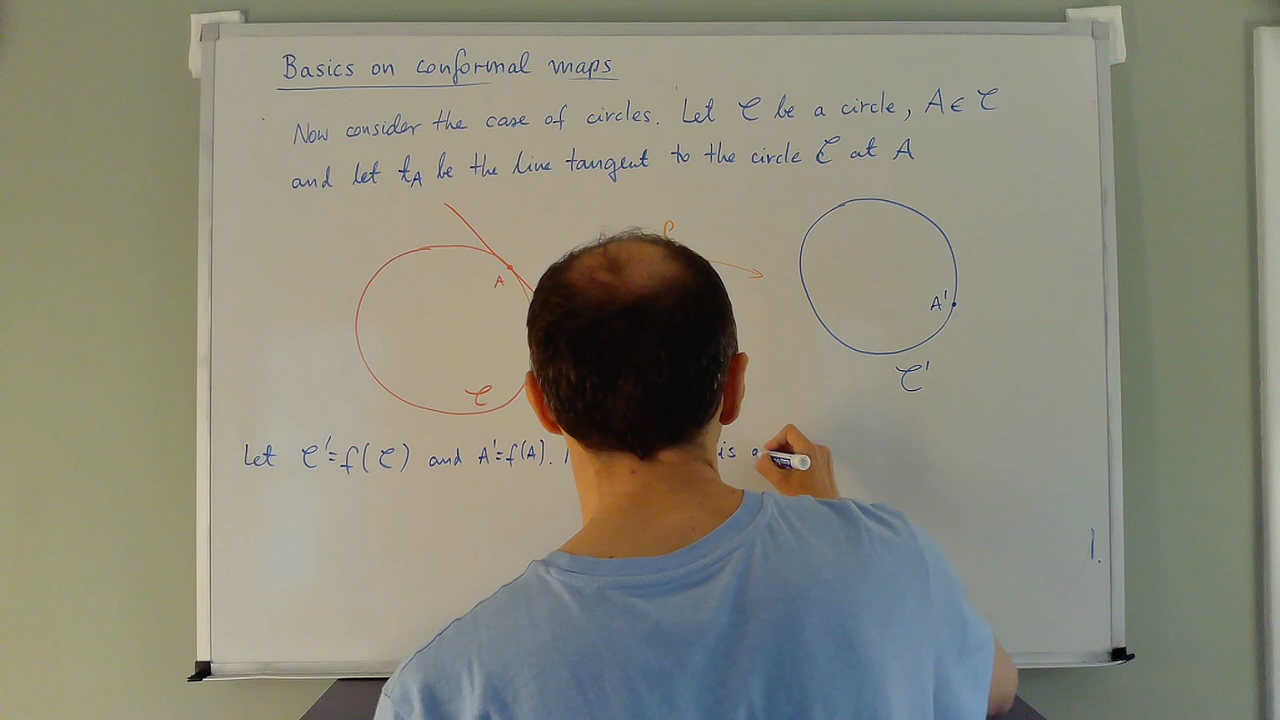 Basics on conformal maps
Now consider the case of circles. Let 𝒞 be a circle, A ∈ 𝒞
and let t_A be the line tangent to the circle 𝒞 at A
A
𝒞
A'
𝒞'
Let 𝒞' = f(𝒞) and A' = f(A). is
1.